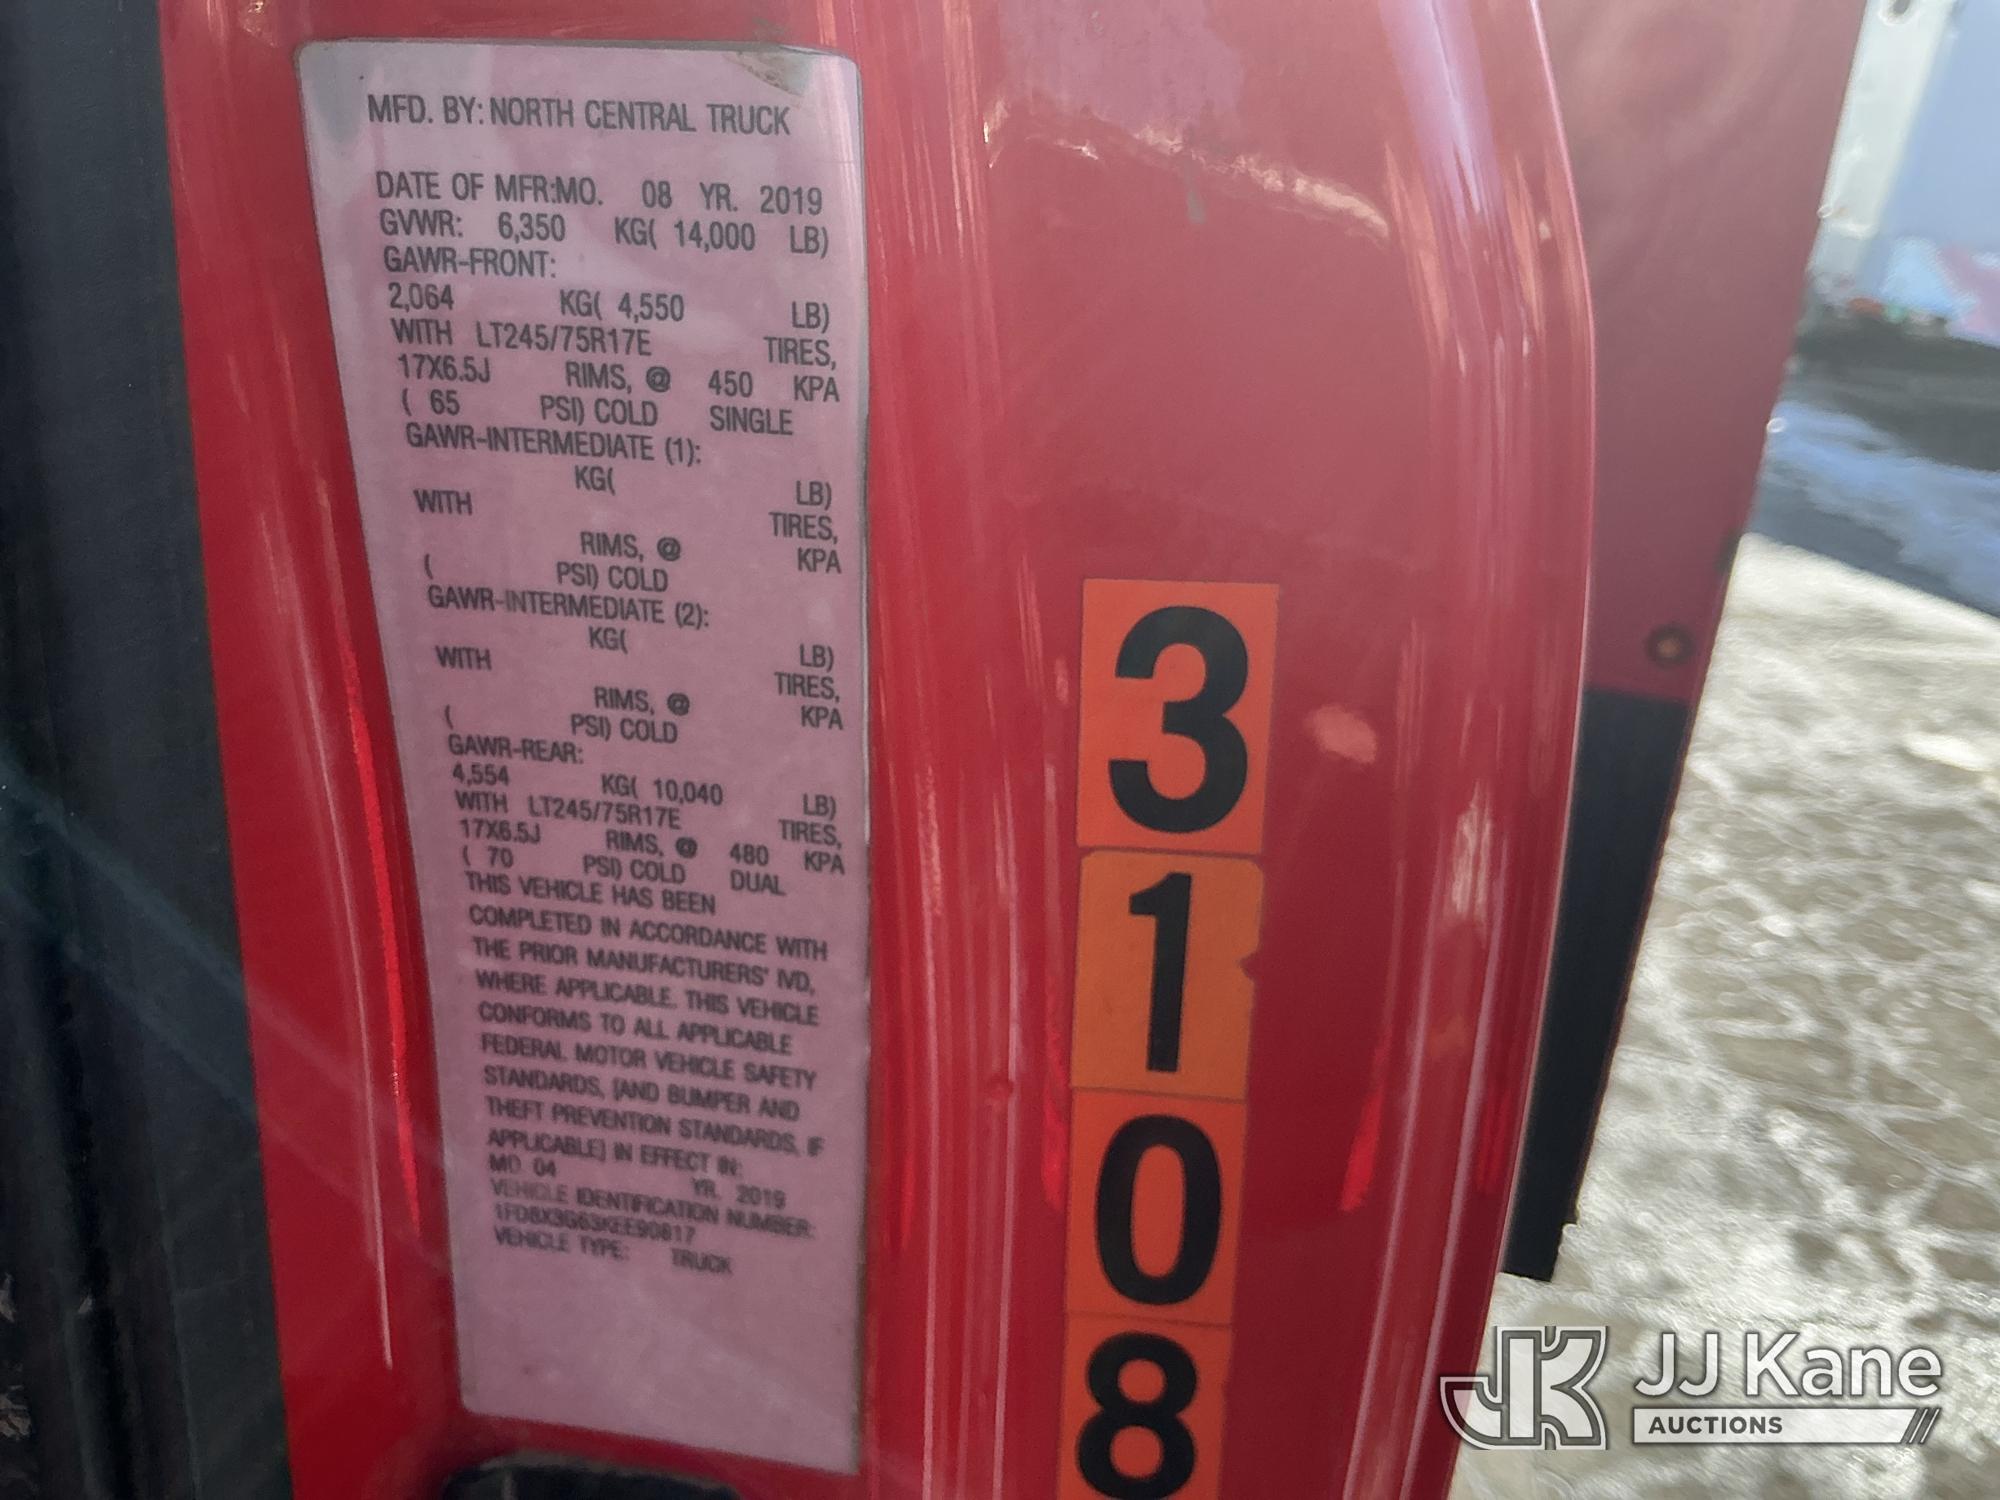 MFD. BY: NORTH CENTRAL TRUCK
DATE OF MFR:MO. 08 YR. 2019
GVWR: 6,350 KG( 14,000 LB)
GAWR-FRONT:
2,064 KG( 4,550 LB)
WITH LT245/75R17E TIRES,
17X6.5J RIMS, @ 450 KPA
( 65 PSI) COLD SINGLE
GAWR-INTERMEDIATE (1):
KG( LB)
WITH TIRES,
RIMS, @ KPA
( PSI) COLD
GAWR-INTERMEDIATE (2):
KG( LB)
WITH TIRES,
RIMS, @ KPA
( PSI) COLD
GAWR-REAR:
4,554 KG( 10,040 LB)
WITH LT245/75R17E TIRES,
17X6.5J RIMS, @ 480 KPA
( 70 PSI) COLD DUAL
THIS VEHICLE HAS BEEN
COMPLETED IN ACCORDANCE WITH
THE PRIOR MANUFACTURERS' IVD,
WHERE APPLICABLE. THIS VEHICLE
CONFORMS TO ALL APPLICABLE
FEDERAL MOTOR VEHICLE SAFETY
STANDARDS, [AND BUMPER AND
THEFT PREVENTION STANDARDS, IF
APPLICABLE] IN EFFECT IN:
MO. 04 YR. 2019
VEHICLE IDENTIFICATION NUMBER:
1FD8X3G63KEE90817
VEHICLE TYPE: TRUCK
3
1
0
8
JJ Kane
AUCTIONS